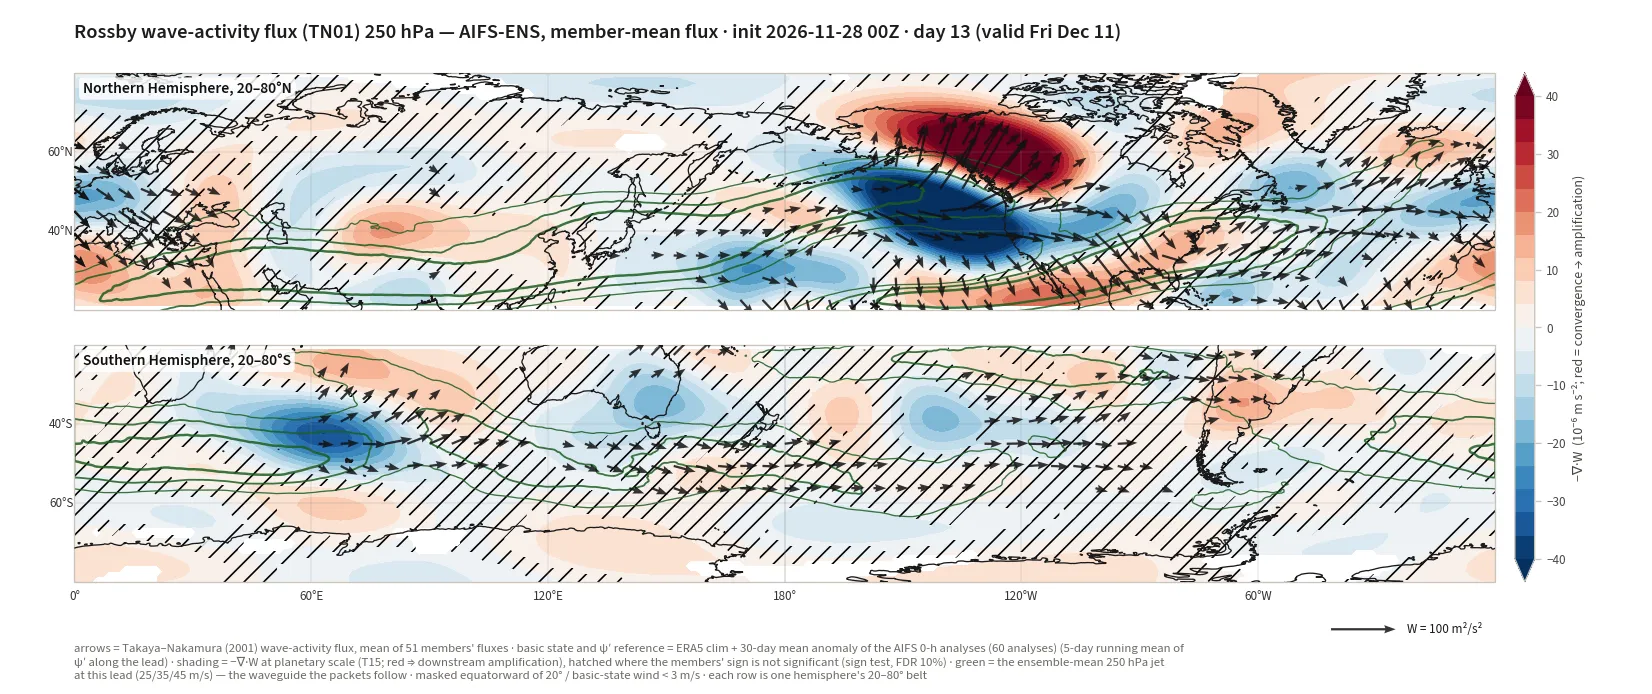 Rossby wave-activity flux (TN01) 250 hPa — AIFS-ENS, member-mean flux · init 2026-11-28 00Z · day 13 (valid Fri Dec 11)
Northern Hemisphere, 20–80°N
60°N
40°N
Southern Hemisphere, 20–80°S
40°S
60°S
0°
60°E
120°E
180°
120°W
60°W
40
30
20
10
0
−10
−20
−30
−40
−∇·W (10⁻⁶ m s⁻²; red = convergence → amplification)
W = 100 m²/s²
arrows = Takaya–Nakamura (2001) wave-activity flux, mean of 51 members' fluxes · basic state and ψ′ reference = ERA5 clim + 30-day mean anomaly of the AIFS 0-h analyses (60 analyses) (5-day running mean of
ψ′ along the lead) · shading = −∇·W at planetary scale (T15; red ⇒ downstream amplification), hatched where the members' sign is not significant (sign test, FDR 10%) · green = the ensemble-mean 250 hPa jet
at this lead (25/35/45 m/s) — the waveguide the packets follow · masked equatorward of 20° / basic-state wind < 3 m/s · each row is one hemisphere's 20–80° belt